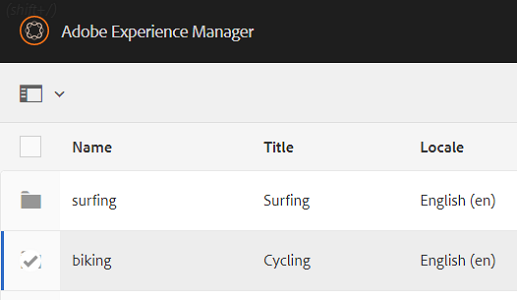 (shift+/)
Adobe Experience Manager
Name Title Locale
surfing Surfing English (en)
biking Cycling English (en)